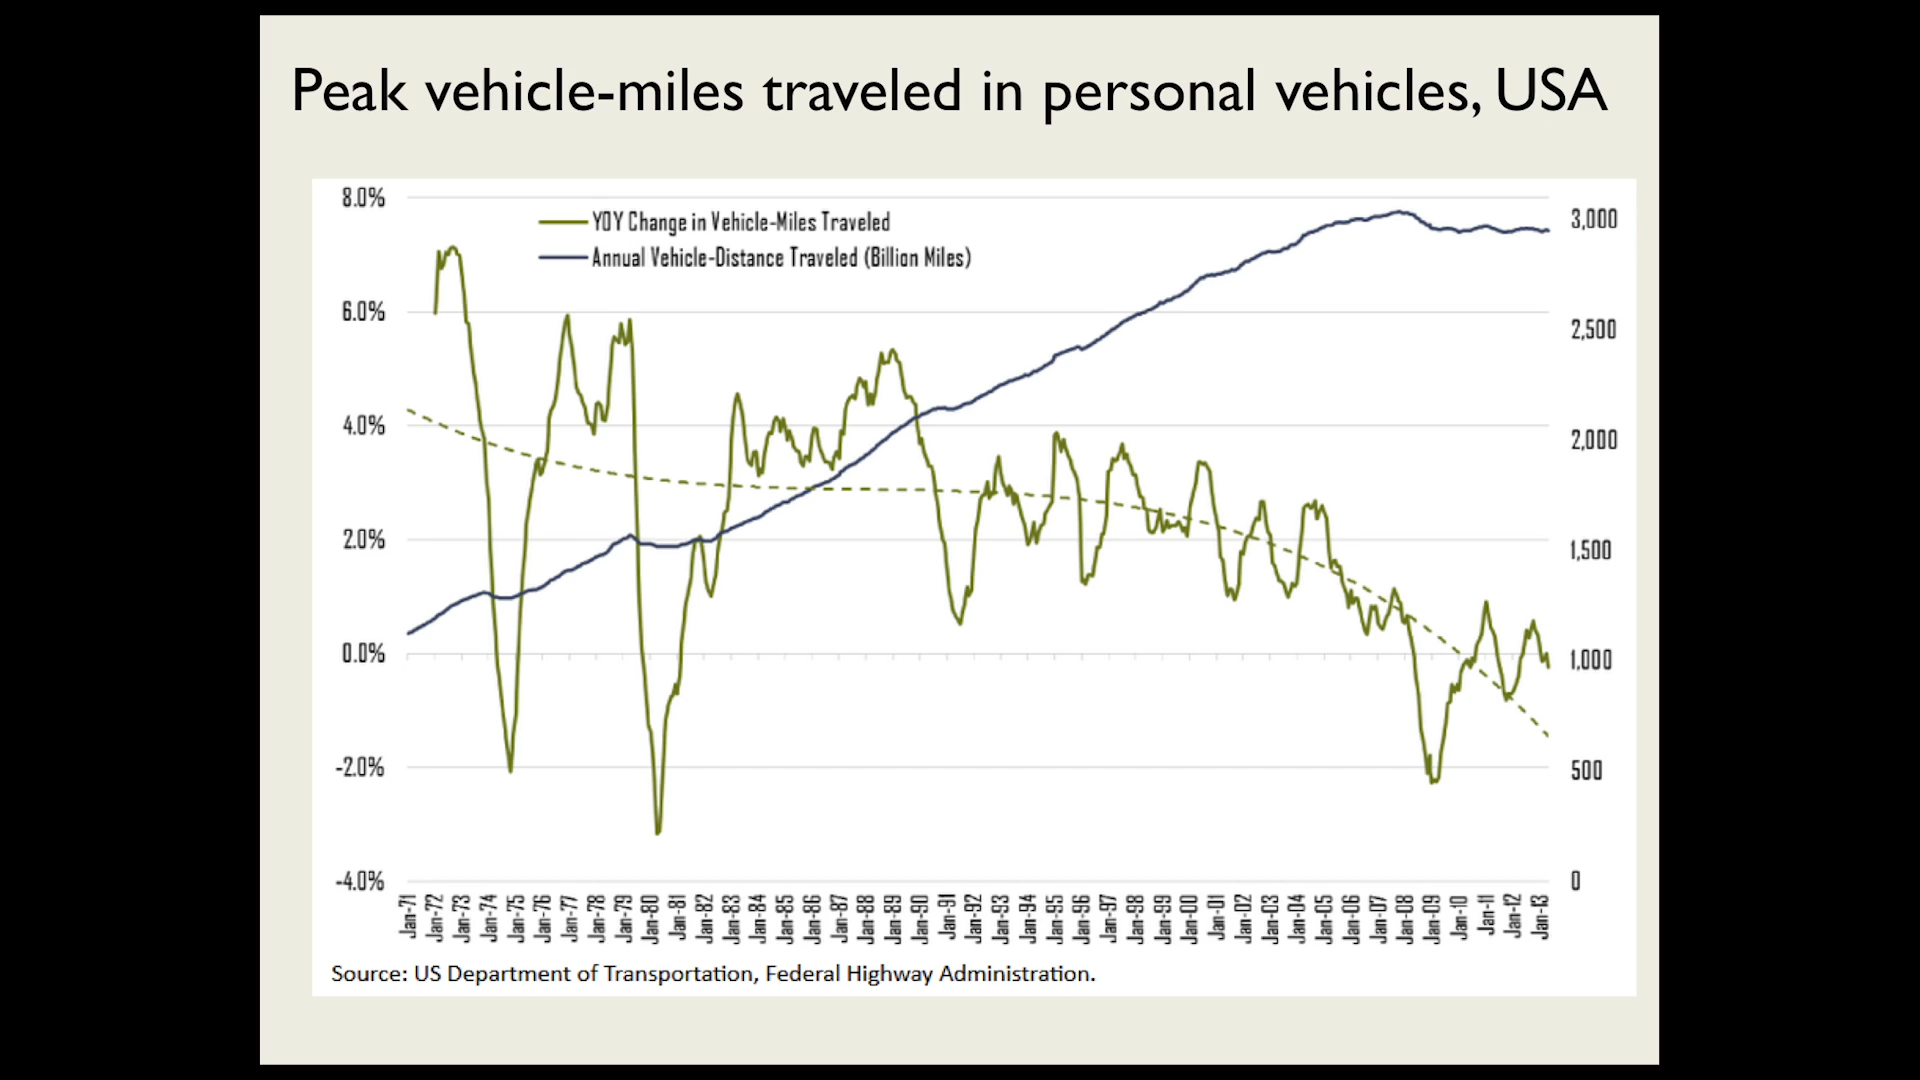 Peak vehicle-miles traveled in personal vehicles, USA
8.0%
6.0%
4.0%
2.0%
0.0%
-2.0%
-4.0%
YOY Change in Vehicle-Miles Traveled
Annual Vehicle-Distance Traveled (Billion Miles)
3,000
2,500
2,000
1,500
1,000
500
0
Jan-71
Jan-72
Jan-73
Jan-74
Jan-75
Jan-76
Jan-77
Jan-78
Jan-79
Jan-80
Jan-81
Jan-82
Jan-83
Jan-84
Jan-85
Jan-86
Jan-87
Jan-88
Jan-89
Jan-90
Jan-91
Jan-92
Jan-93
Jan-94
Jan-95
Jan-96
Jan-97
Jan-98
Jan-99
Jan-00
Jan-01
Jan-02
Jan-03
Jan-04
Jan-05
Jan-06
Jan-07
Jan-08
Jan-09
Jan-10
Jan-11
Jan-12
Jan-13
Source: US Department of Transportation, Federal Highway Administration.